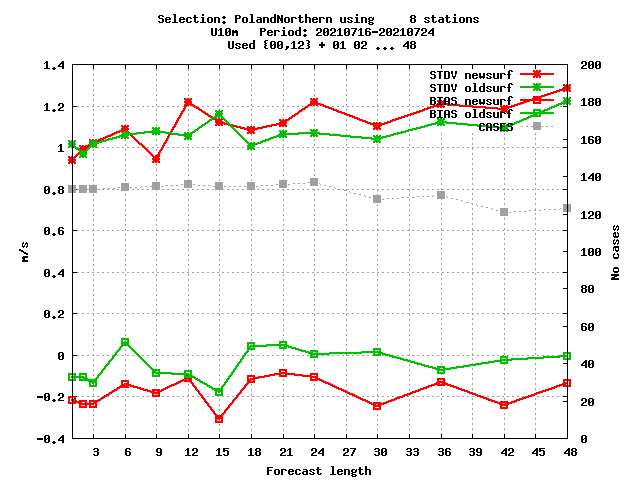 Selection: PolandNorthern using     8 stations
U10m   Period: 20210716-20210724
Used {00,12} + 01 02 ... 48
STDV newsurf
STDV oldsurf
BIAS newsurf
BIAS oldsurf
CASES
1.4
1.2
1
0.8
0.6
0.4
0.2
0
-0.2
-0.4
m/s
200
180
160
140
120
100
80
60
40
20
0
No cases
3 6 9 12 15 18 21 24 27 30 33 36 39 42 45 48
Forecast length